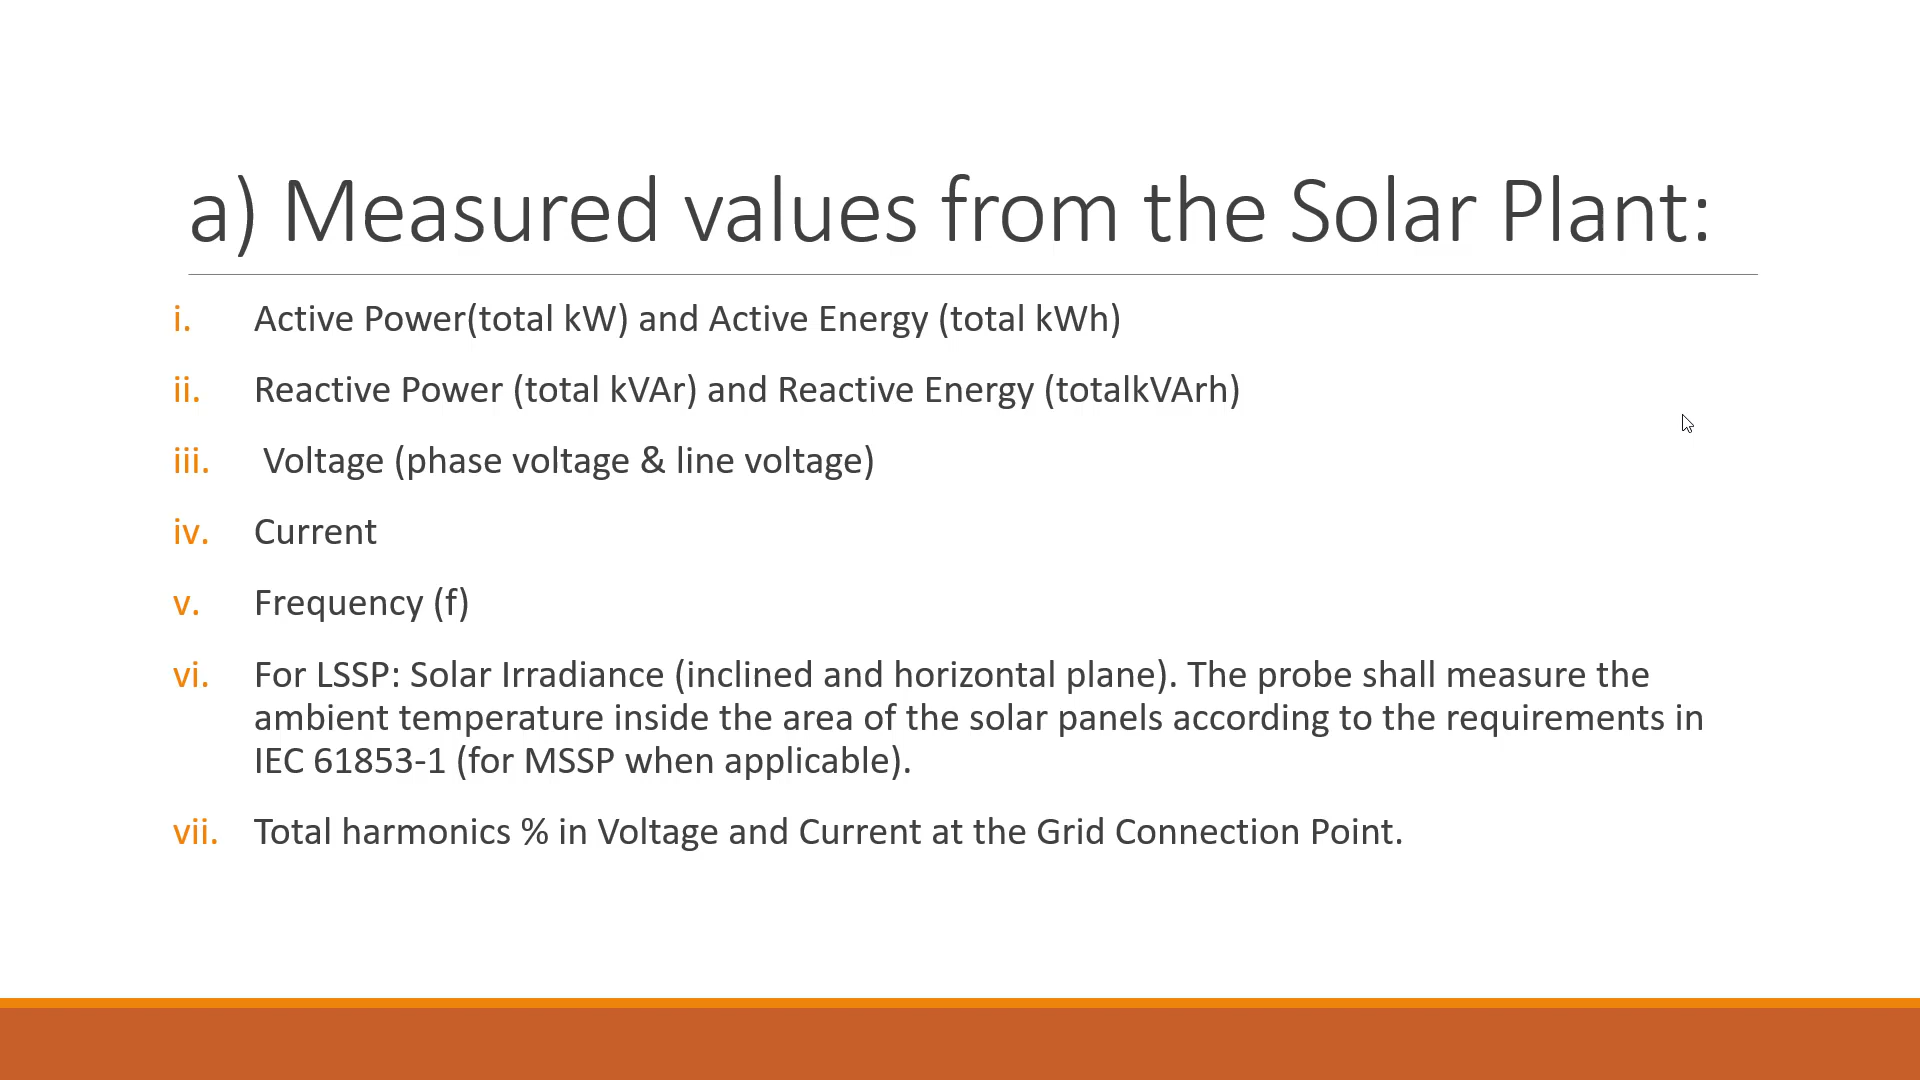 a) Measured values from the Solar Plant:
i. Active Power(total kW) and Active Energy (total kWh)
ii. Reactive Power (total kVAr) and Reactive Energy (totalkVArh)
iii. Voltage (phase voltage & line voltage)
iv. Current
v. Frequency (f)
vi. For LSSP: Solar Irradiance (inclined and horizontal plane). The probe shall measure the
ambient temperature inside the area of the solar panels according to the requirements in
IEC 61853-1 (for MSSP when applicable).
vii. Total harmonics % in Voltage and Current at the Grid Connection Point.